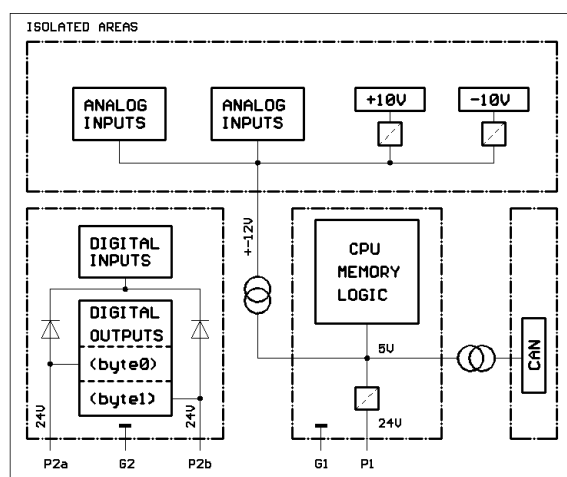 ISOLATED AREAS
ANALOG
INPUTS
ANALOG
INPUTS
+10V
-10V
+-12V
DIGITAL
INPUTS
DIGITAL
OUTPUTS
(byte0)
(byte1)
24V
24V
CPU
MEMORY
LOGIC
5V
24V
CAN
P2a
G2
P2b
G1
P1